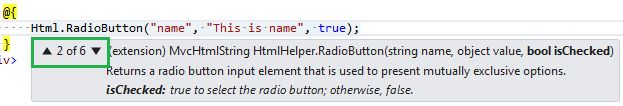 @{
Html.RadioButton("name", "This is name", true);
}
▲ 2 of 6 ▼ (extension) MvcHtmlString HtmlHelper.RadioButton(string name, object value, bool isChecked)
iv>
Returns a radio button input element that is used to present mutually exclusive options.
isChecked: true to select the radio button; otherwise, false.